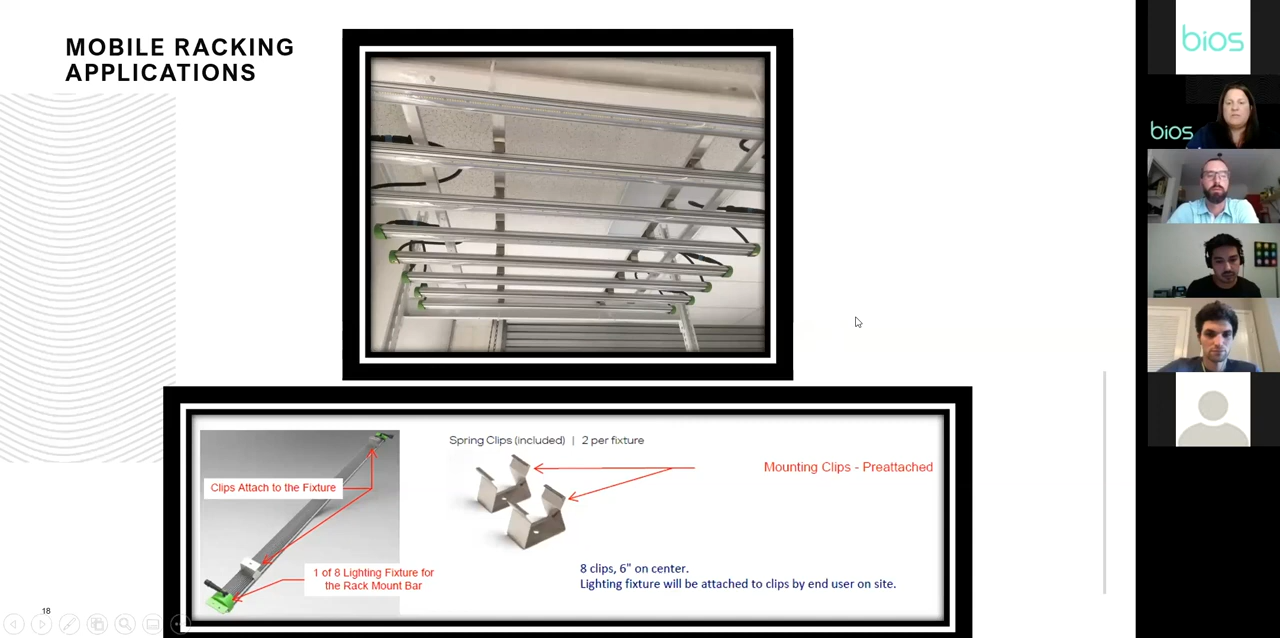 MOBILE RACKING
APPLICATIONS
bios
bios
Spring Clips (included) | 2 per fixture
Mounting Clips - Preattached
Clips Attach to the Fixture
1 of 8 Lighting Fixture for
the Rack Mount Bar
8 clips, 6" on center.
Lighting fixture will be attached to clips by end user on site.
18